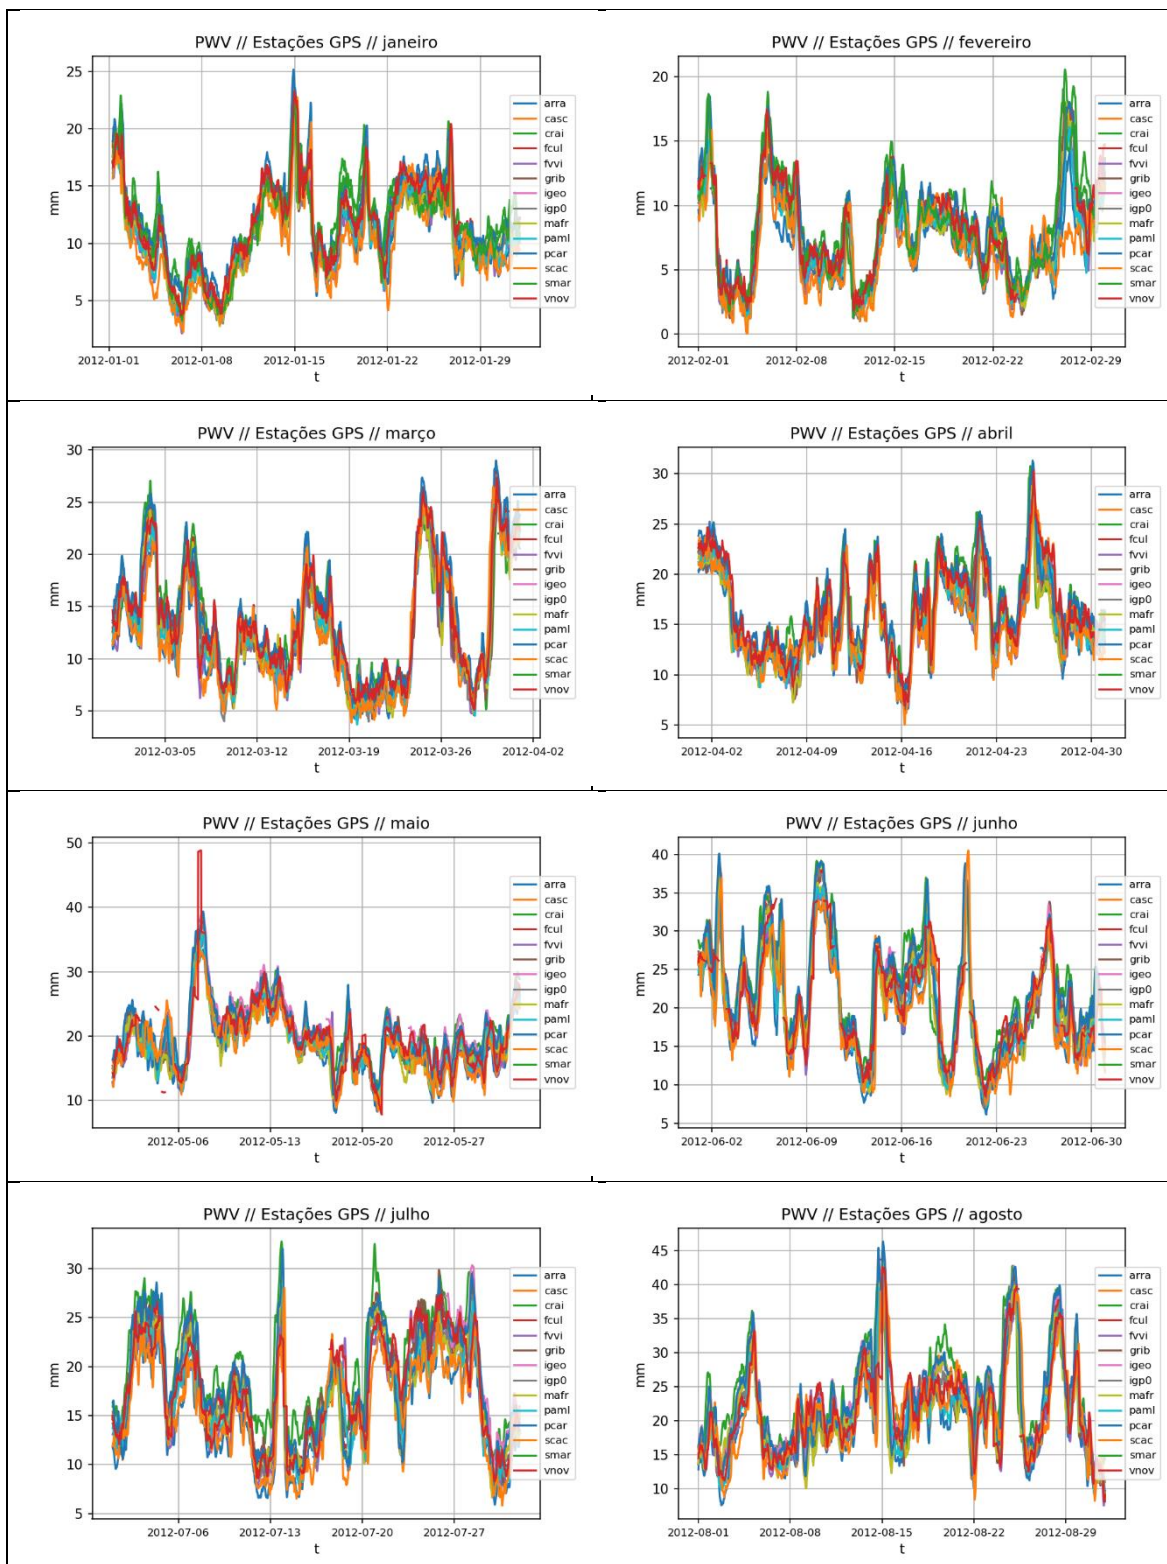 PWV // Estações GPS // janeiro
25
20
15
10
5
mm
2012-01-01 2012-01-08 2012-01-15 2012-01-22 2012-01-29
t
arra
casc
crai
fcul
fvvi
grib
igeo
igp0
mafr
paml
pcar
scac
smar
vnov
PWV // Estações GPS // fevereiro
20
15
10
5
0
mm
2012-02-01 2012-02-08 2012-02-15 2012-02-22 2012-02-29
t
arra
casc
crai
fcul
fvvi
grib
igeo
igp0
mafr
paml
pcar
scac
smar
vnov
PWV // Estações GPS // março
30
25
20
15
10
5
mm
2012-03-05 2012-03-12 2012-03-19 2012-03-26 2012-04-02
t
arra
casc
crai
fcul
fvvi
grib
igeo
igp0
mafr
paml
pcar
scac
smar
vnov
PWV // Estações GPS // abril
30
25
20
15
10
5
mm
2012-04-02 2012-04-09 2012-04-16 2012-04-23 2012-04-30
t
arra
casc
crai
fcul
fvvi
grib
igeo
igp0
mafr
paml
pcar
scac
smar
vnov
PWV // Estações GPS // maio
50
40
30
20
10
mm
2012-05-06 2012-05-13 2012-05-20 2012-05-27
t
arra
casc
crai
fcul
fvvi
grib
igeo
igp0
mafr
paml
pcar
scac
smar
vnov
PWV // Estações GPS // junho
40
35
30
25
20
15
10
5
mm
2012-06-02 2012-06-09 2012-06-16 2012-06-23 2012-06-30
t
arra
casc
crai
fcul
fvvi
grib
igeo
igp0
mafr
paml
pcar
scac
smar
vnov
PWV // Estações GPS // julho
30
25
20
15
10
5
mm
2012-07-06 2012-07-13 2012-07-20 2012-07-27
t
arra
casc
crai
fcul
fvvi
grib
igeo
igp0
mafr
paml
pcar
scac
smar
vnov
PWV // Estações GPS // agosto
45
40
35
30
25
20
15
10
mm
2012-08-01 2012-08-08 2012-08-15 2012-08-22 2012-08-29
t
arra
casc
crai
fcul
fvvi
grib
igeo
igp0
mafr
paml
pcar
scac
smar
vnov